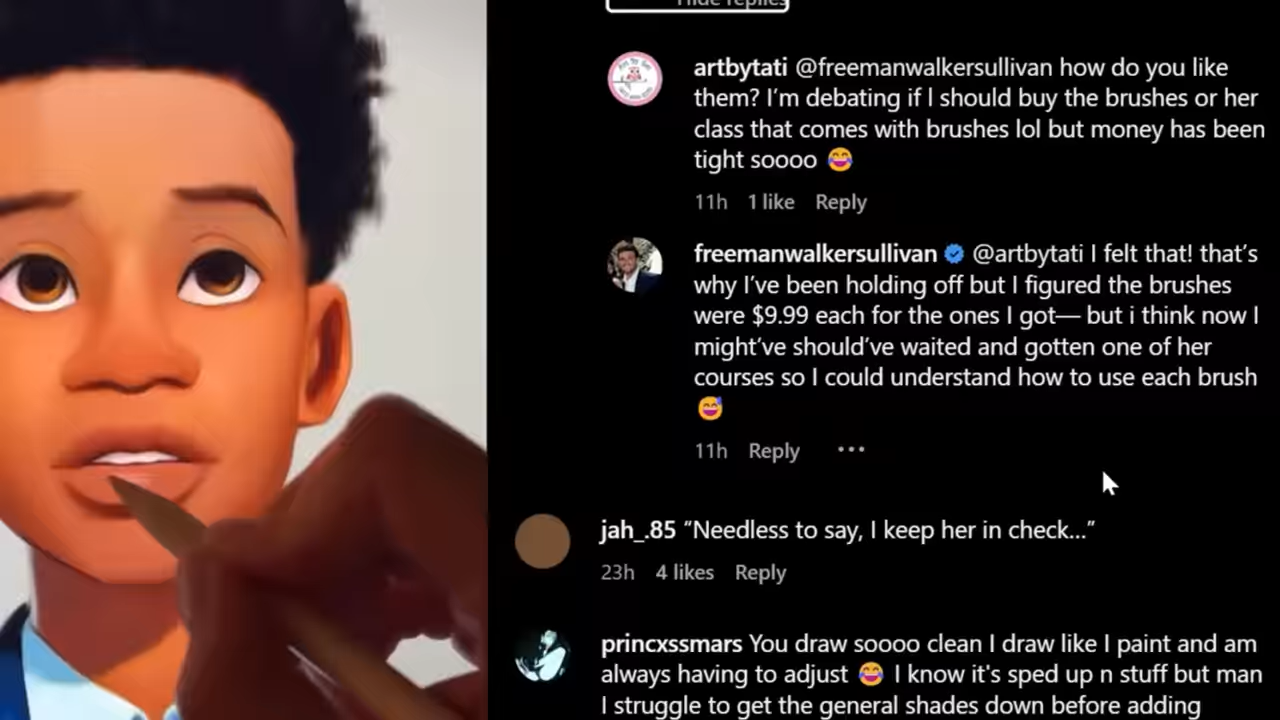 Hide replies
artbytati @freemanwalkersullivan how do you like
them? I'm debating if I should buy the brushes or her
class that comes with brushes lol but money has been
tight soooo 😂
11h 1 like Reply
freemanwalkersullivan @artbytati I felt that! that's
why I've been holding off but I figured the brushes
were $9.99 each for the ones I got— but i think now I
might've should've waited and gotten one of her
courses so I could understand how to use each brush
😅
11h Reply •••
jah_.85 “Needless to say, I keep her in check...”
23h 4 likes Reply
princxssmars You draw soooo clean I draw like I paint and am
always having to adjust 😂 I know it's sped up n stuff but man
I struggle to get the general shades down before adding